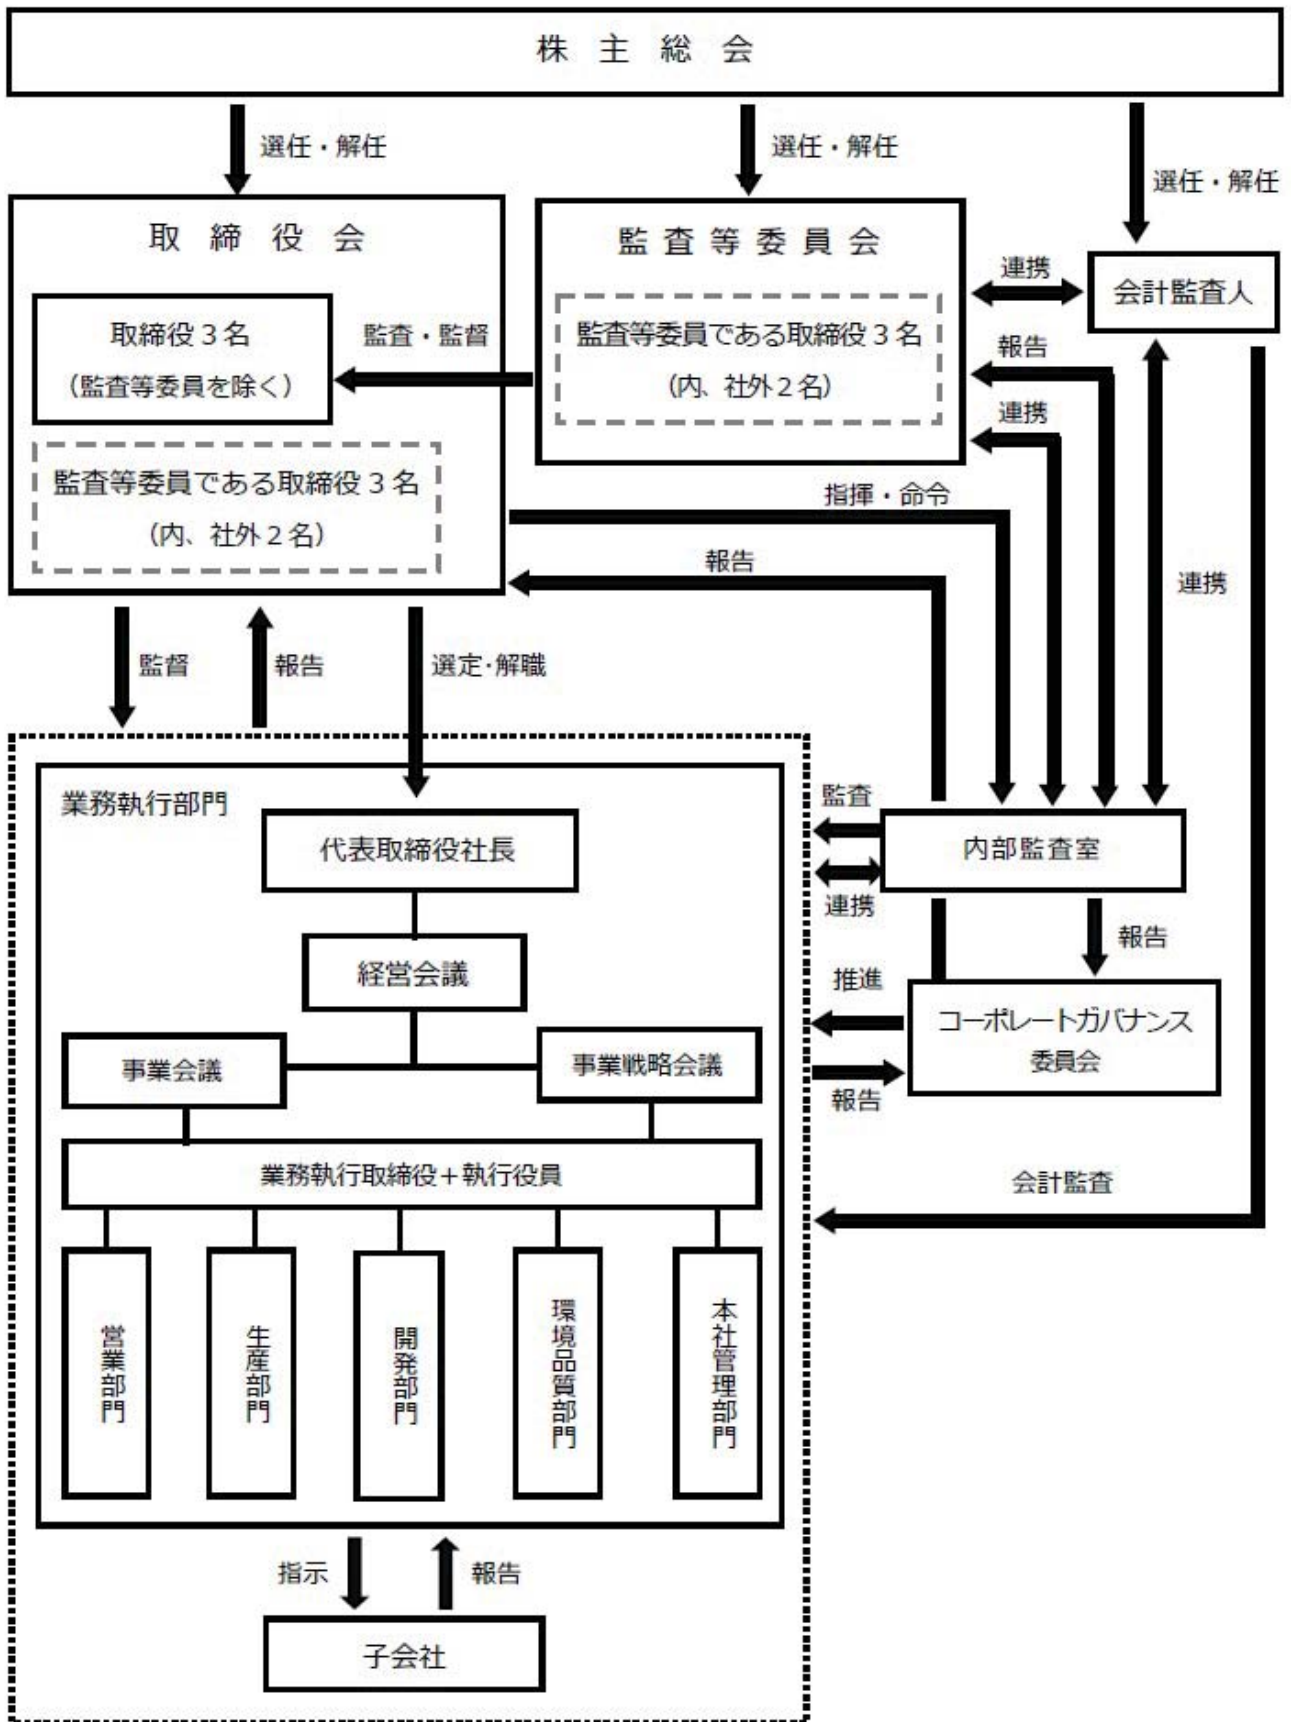 株主総会
選任・解任
選任・解任
選任・解任
取締役会
取締役３名
（監査等委員を除く）
監査等委員である取締役３名
（内、社外２名）
監査・監督
監査等委員会
監査等委員である取締役３名
（内、社外２名）
連携
会計監査人
報告
連携
指揮・命令
報告
連携
監督
報告
選定・解職
業務執行部門
代表取締役社長
経営会議
事業会議
事業戦略会議
業務執行取締役＋執行役員
営業部門
生産部門
開発部門
環境品質部門
本社管理部門
監査
連携
内部監査室
報告
推進
報告
コーポレートガバナンス
委員会
会計監査
指示
報告
子会社